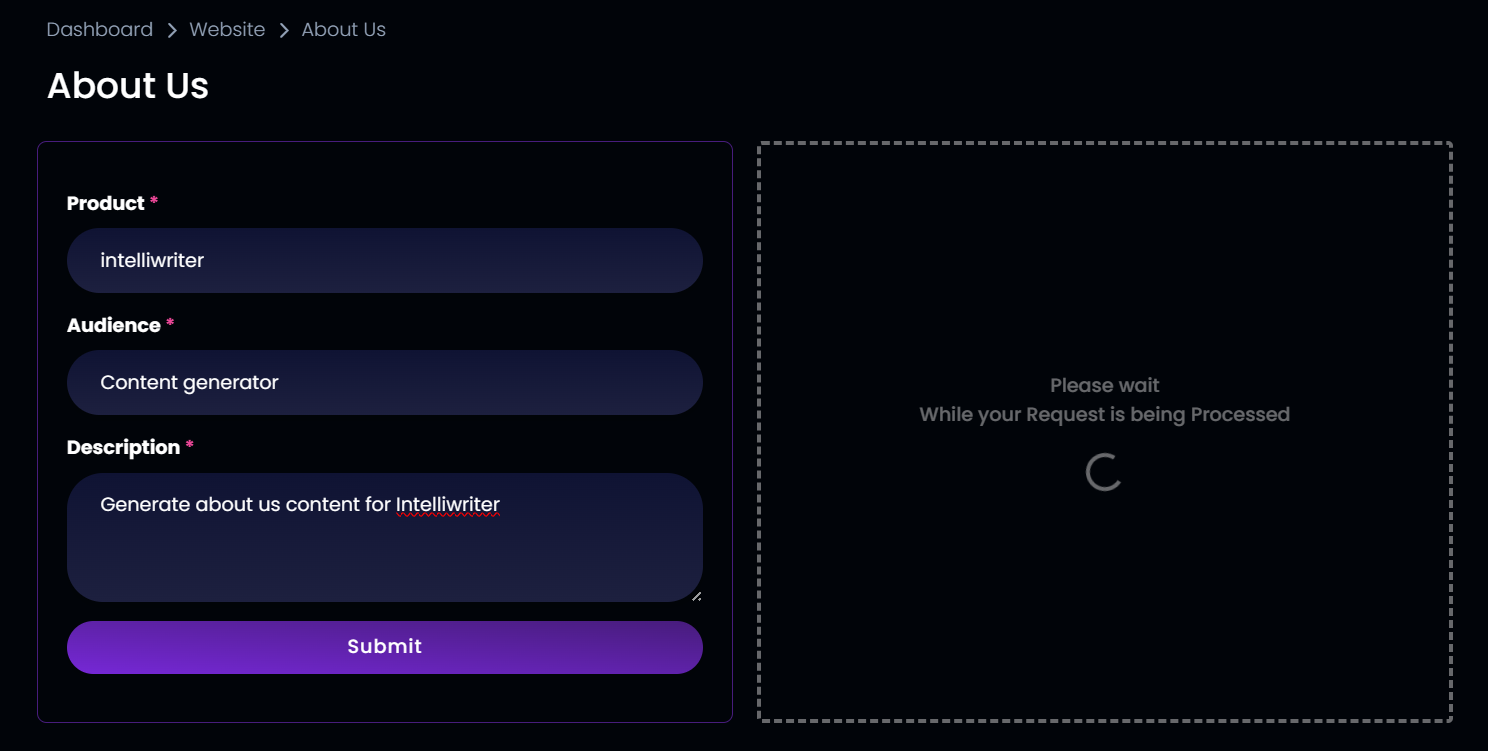 Dashboard > Website > About Us
About Us
Product *
intelliwriter
Audience *
Content generator
Description *
Generate about us content for Intelliwriter
Submit
Please wait
While your Request is being Processed